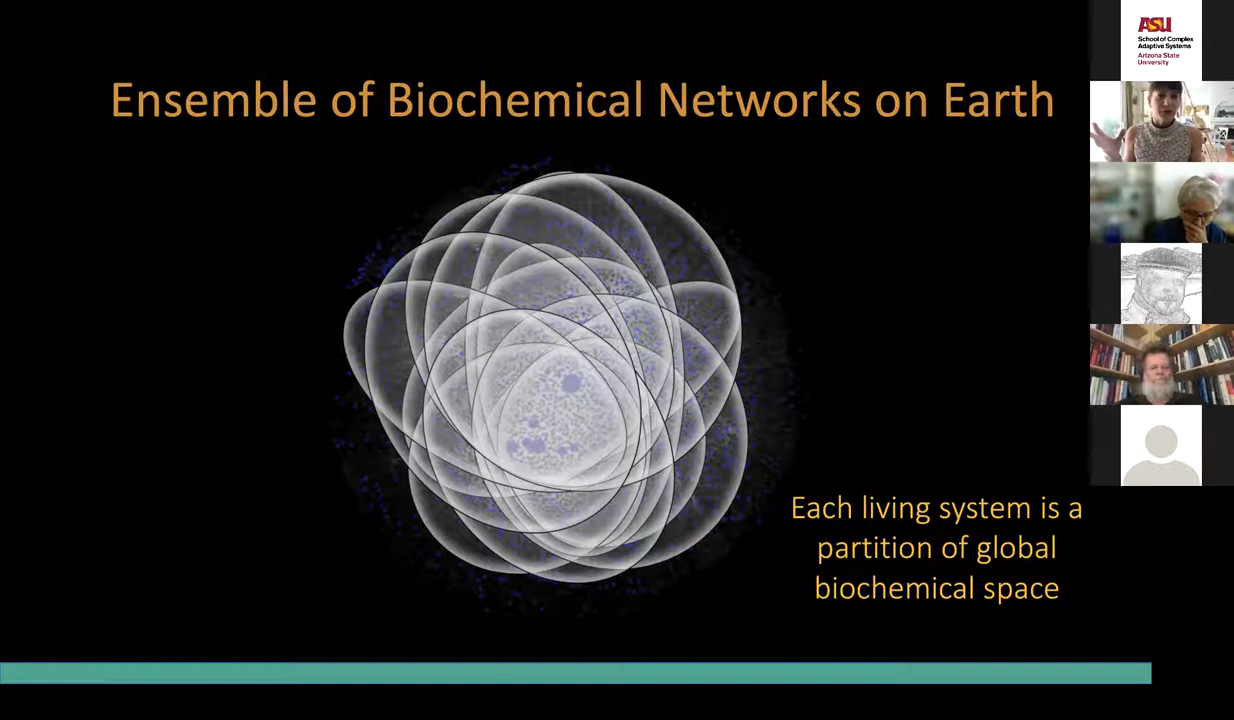 Ensemble of Biochemical Networks on Earth
Each living system is a
partition of global
biochemical space
ASU
School of Complex
Adaptive Systems
Arizona State
University